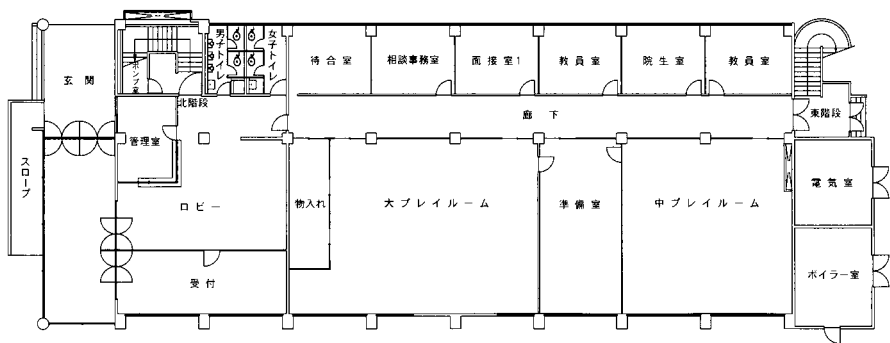 玄関
ポンプ室
男子トイレ
女子トイレ
待合室
相談事務室
面接室1
教員室
院生室
教員室
北階段
管理室
廊下
東階段
スロープ
ロビー
物入れ
大プレイルーム
準備室
中プレイルーム
電気室
受付
ボイラー室